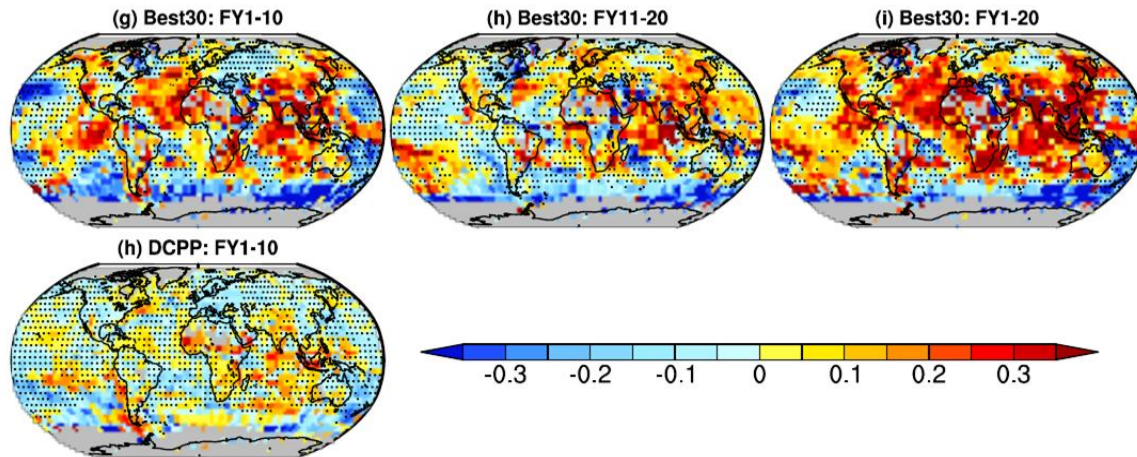 (g) Best30: FY1-10
(h) Best30: FY11-20
(i) Best30: FY1-20
(h) DCPP: FY1-10
-0.3 -0.2 -0.1 0 0.1 0.2 0.3